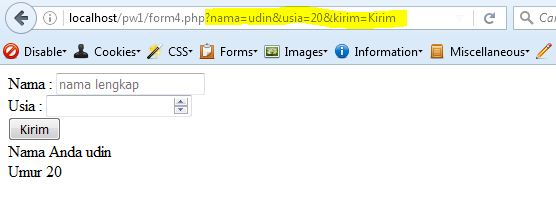 localhost/pw1/form4.php?nama=udin&usia=20&kirim=Kirim
Disable Cookies CSS Forms Images Information Miscellaneous
Nama : nama lengkap
Usia :
Kirim
Nama Anda udin
Umur 20